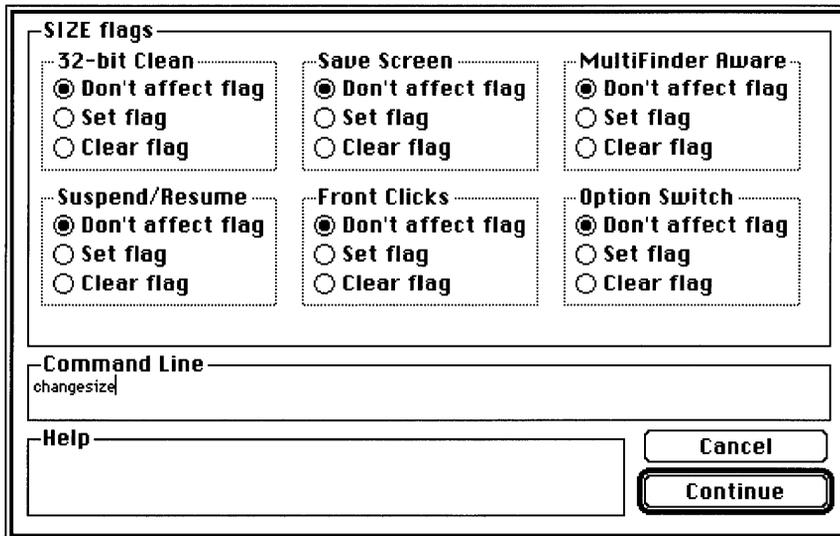 SIZE flags
32-bit Clean
Don't affect flag
Set flag
Clear flag
Save Screen
Don't affect flag
Set flag
Clear flag
MultiFinder Aware
Don't affect flag
Set flag
Clear flag
Suspend/Resume
Don't affect flag
Set flag
Clear flag
Front Clicks
Don't affect flag
Set flag
Clear flag
Option Switch
Don't affect flag
Set flag
Clear flag
Command Line
changesize
Help
Cancel
Continue